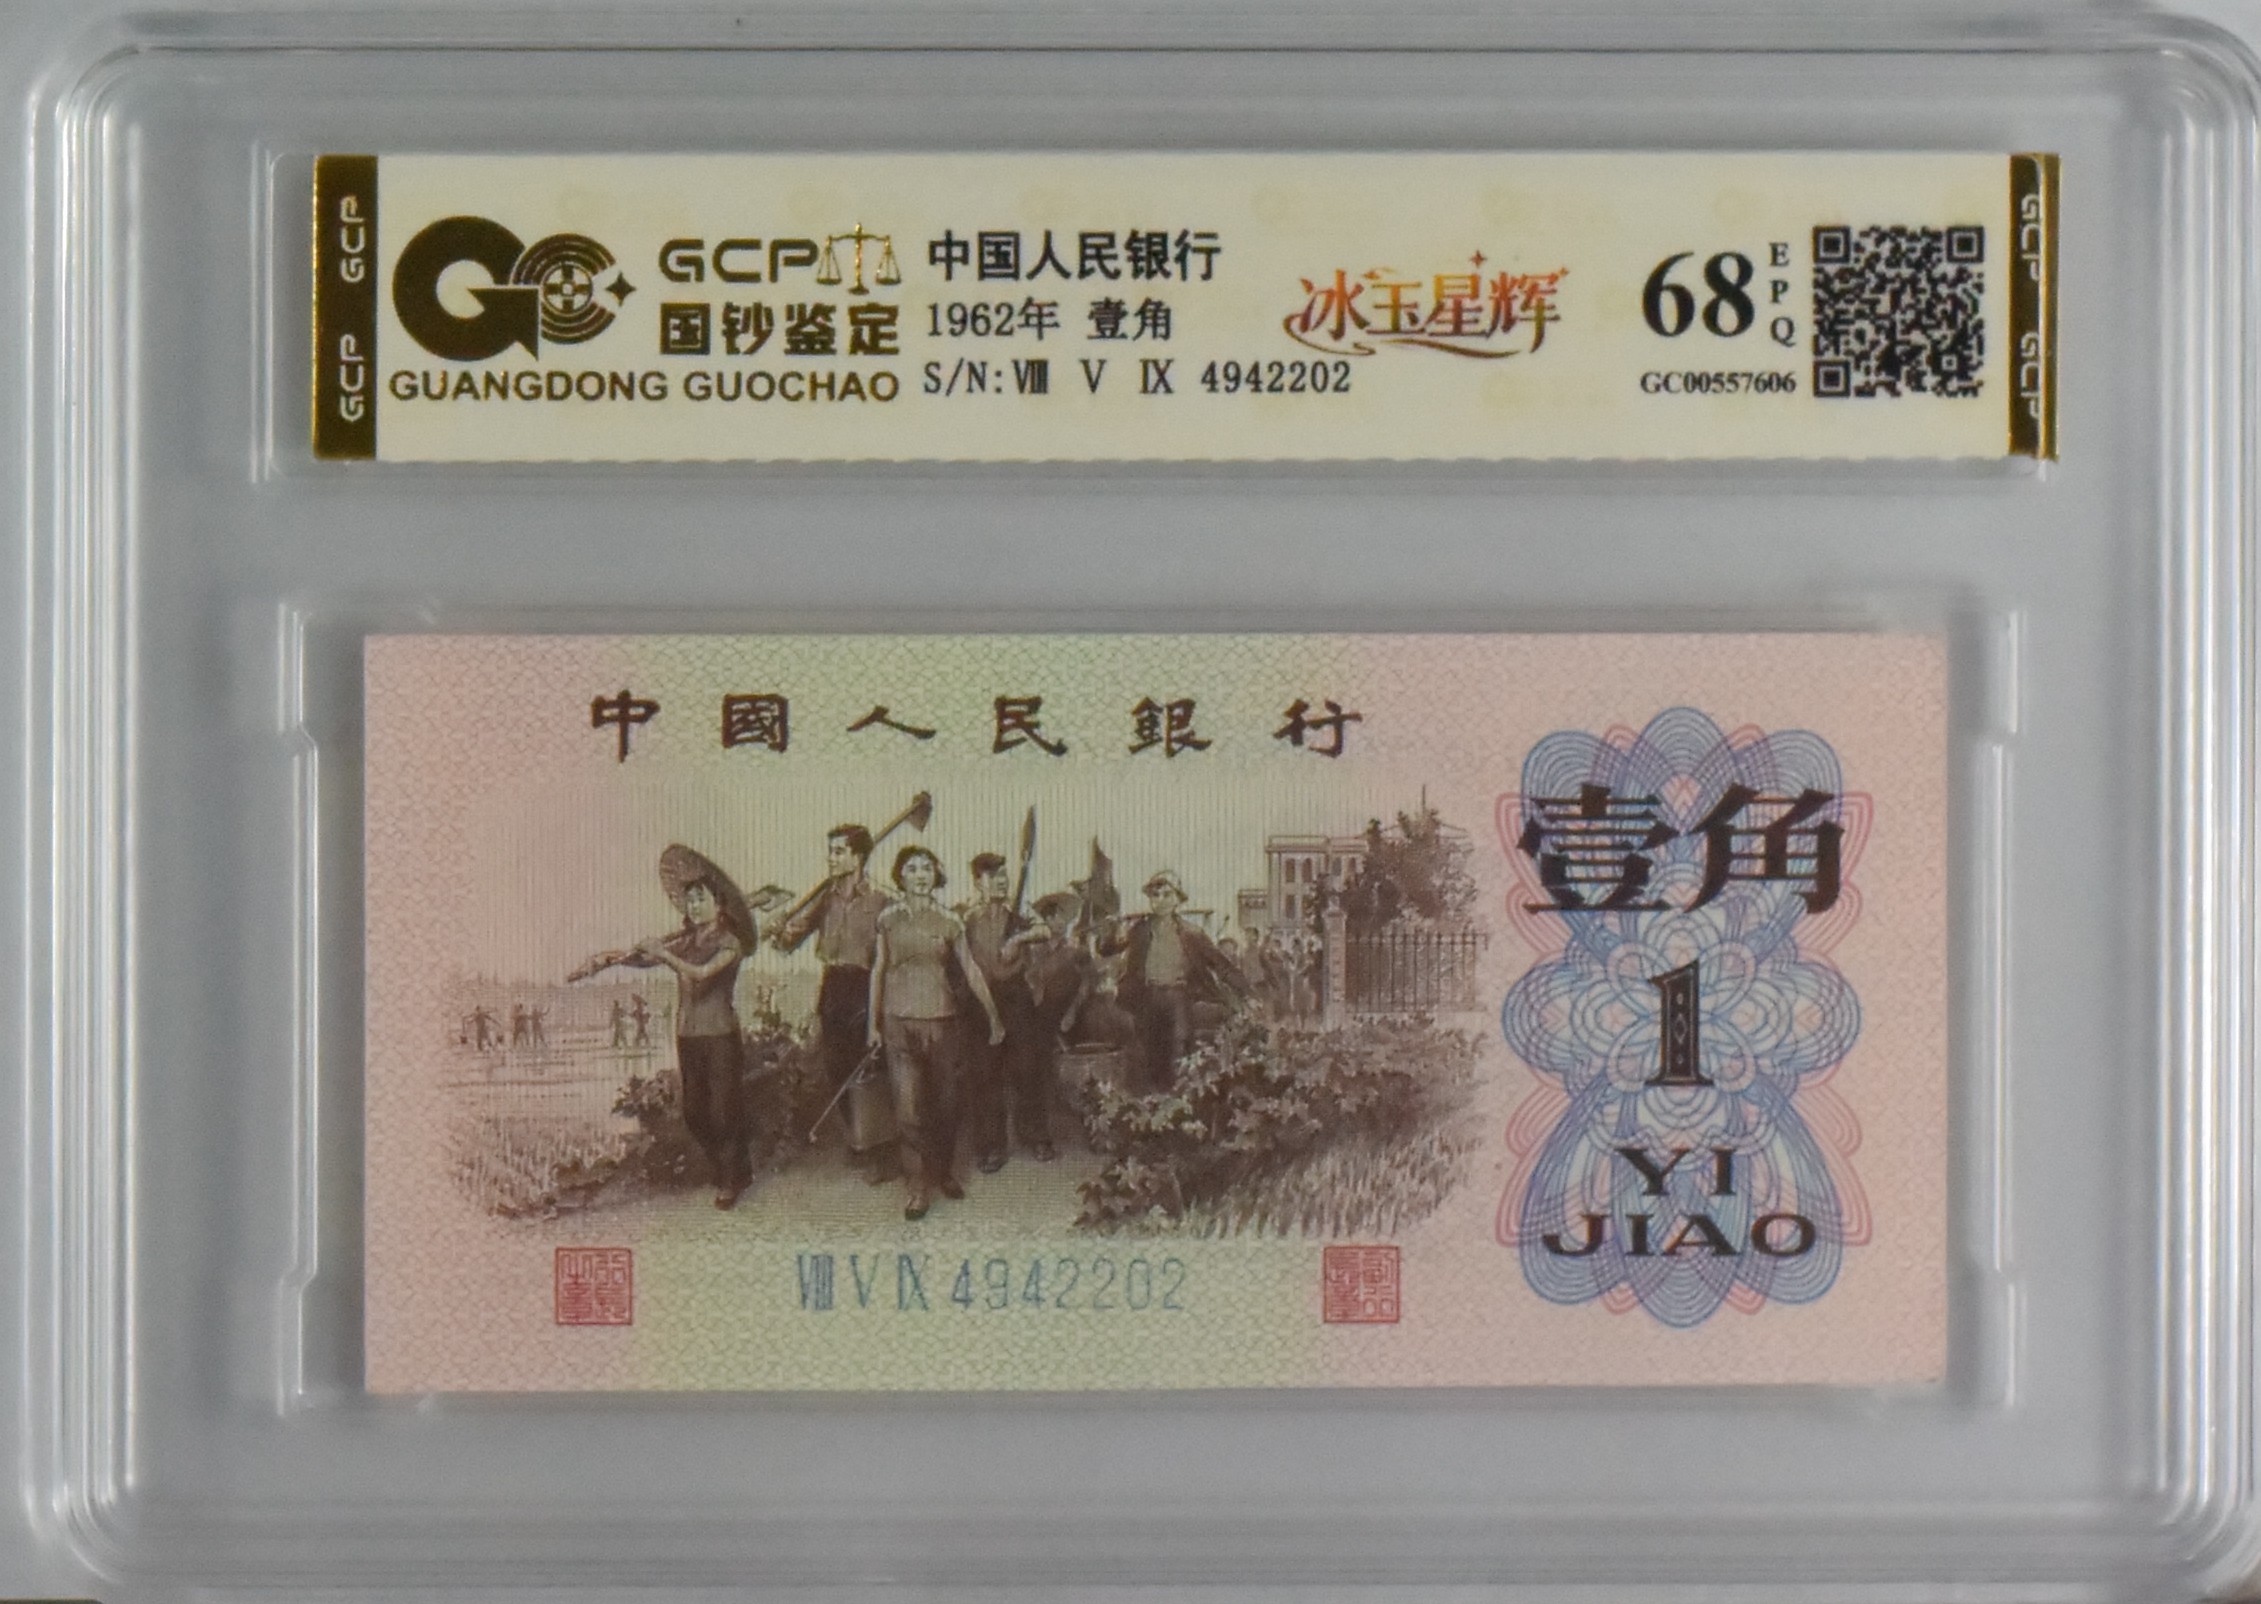 GCP
GCP
GCP
国钞鉴定
GUANGDONG GUOCHAO
中国人民银行
1962年 壹角
S/N:Ⅷ Ⅴ Ⅸ 4942202
冰玉星辉
68 EPQ
GC00557606
GCP
GCP
中國人民銀行
壹角
1
YI
JIAO
Ⅷ Ⅴ Ⅸ 4942202